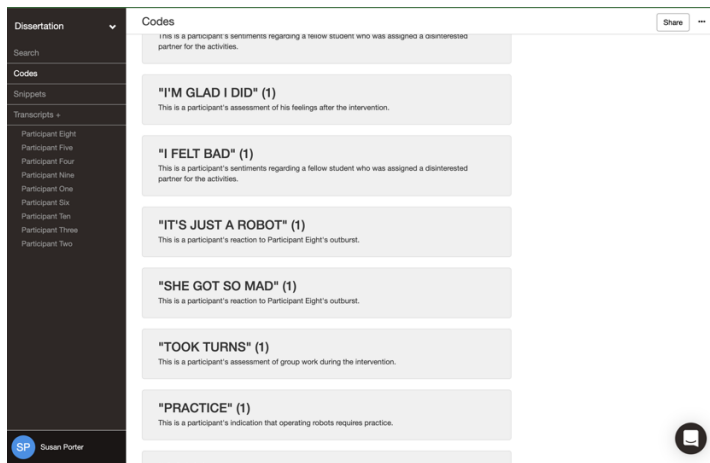 Dissertation
Search
Codes
Snippets
Transcripts +
Participant Eight
Participant Five
Participant Four
Participant Nine
Participant One
Participant Six
Participant Ten
Participant Three
Participant Two
SP Susan Porter
Codes
Share
This is a participant's sentiments regarding a fellow student who was assigned a disinterested
partner for the activities.
"I'M GLAD I DID" (1)
This is a participant's assessment of his feelings after the intervention.
"I FELT BAD" (1)
This is a participant's sentiments regarding a fellow student who was assigned a disinterested
partner for the activities.
"IT'S JUST A ROBOT" (1)
This is a participant's reaction to Participant Eight's outburst.
"SHE GOT SO MAD" (1)
This is a participant's reaction to Participant Eight's outburst.
"TOOK TURNS" (1)
This is a participant's assessment of group work during the intervention.
"PRACTICE" (1)
This is a participant's indication that operating robots requires practice.